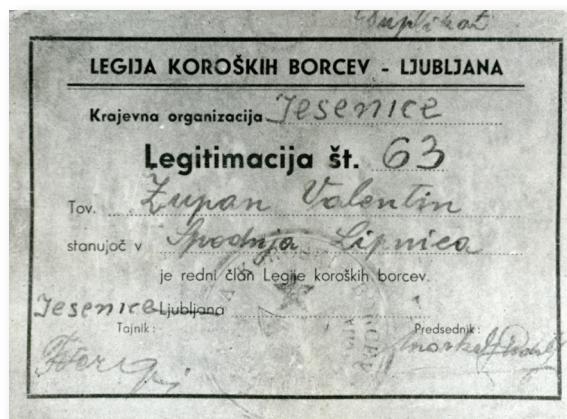 Duplikat
LEGIJA KOROŠKIH BORCEV - LJUBLJANA
Krajevna organizacija Jesenice
Legitimacija št. 63
Tov. Zupan Valentin
stanujoč v Spodnja Lipnica
je redni član Legije koroških borcev.
Jesenice Ljubljana
Tajnik: Predsednik: